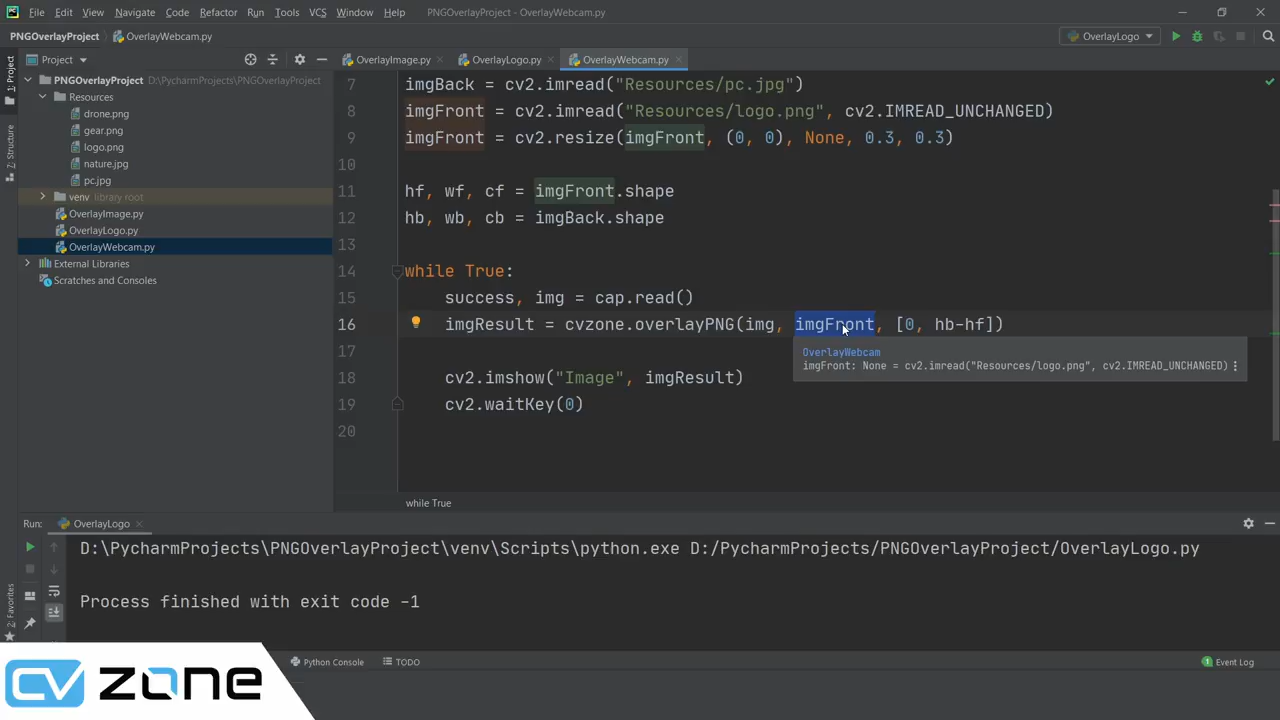 File Edit View Navigate Code Refactor Run Tools VCS Window Help PNGOverlayProject - OverlayWebcam.py
PNGOverlayProject OverlayWebcam.py OverlayLogo
Project
OverlayImage.py OverlayLogo.py OverlayWebcam.py
PNGOverlayProject D:\PycharmProjects\PNGOverlayProject
Resources
drone.png
gear.png
logo.png
nature.jpg
pc.jpg
venv library root
OverlayImage.py
OverlayLogo.py
OverlayWebcam.py
External Libraries
Scratches and Consoles
1: Project
7: Structure
2: Favorites
7 imgBack = cv2.imread("Resources/pc.jpg")
8 imgFront = cv2.imread("Resources/logo.png", cv2.IMREAD_UNCHANGED)
9 imgFront = cv2.resize(imgFront, (0, 0), None, 0.3, 0.3)
10
11 hf, wf, cf = imgFront.shape
12 hb, wb, cb = imgBack.shape
13
14 while True:
15 success, img = cap.read()
16 imgResult = cvzone.overlayPNG(img, imgFront, [0, hb-hf])
17
OverlayWebcam
imgFront: None = cv2.imread("Resources/logo.png", cv2.IMREAD_UNCHANGED)
18 cv2.imshow("Image", imgResult)
19 cv2.waitKey(0)
20
while True
Run: OverlayLogo
D:\PycharmProjects\PNGOverlayProject\venv\Scripts\python.exe D:/PycharmProjects/PNGOverlayProject/OverlayLogo.py
Process finished with exit code -1
Python Console TODO 1 Event Log
CV ZONE